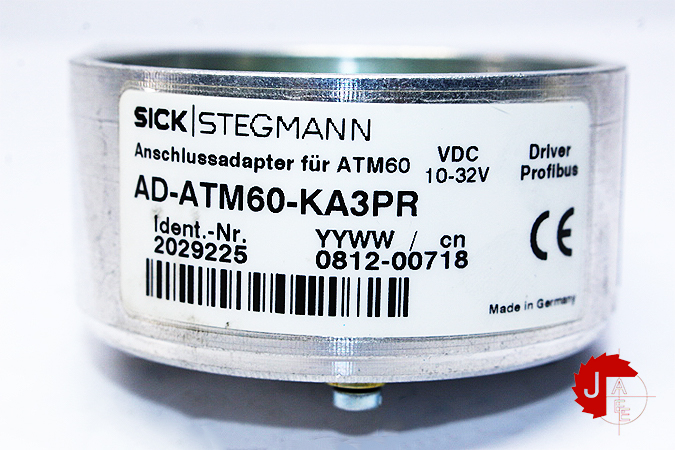 SICK|STEGMANN
Anschlussadapter für ATM60
VDC
10-32V
Driver
Profibus
AD-ATM60-KA3PR
Ident.-Nr.
2029225
YYWW / cn
0812-00718
CE
Made in Germany
J
A
E
E